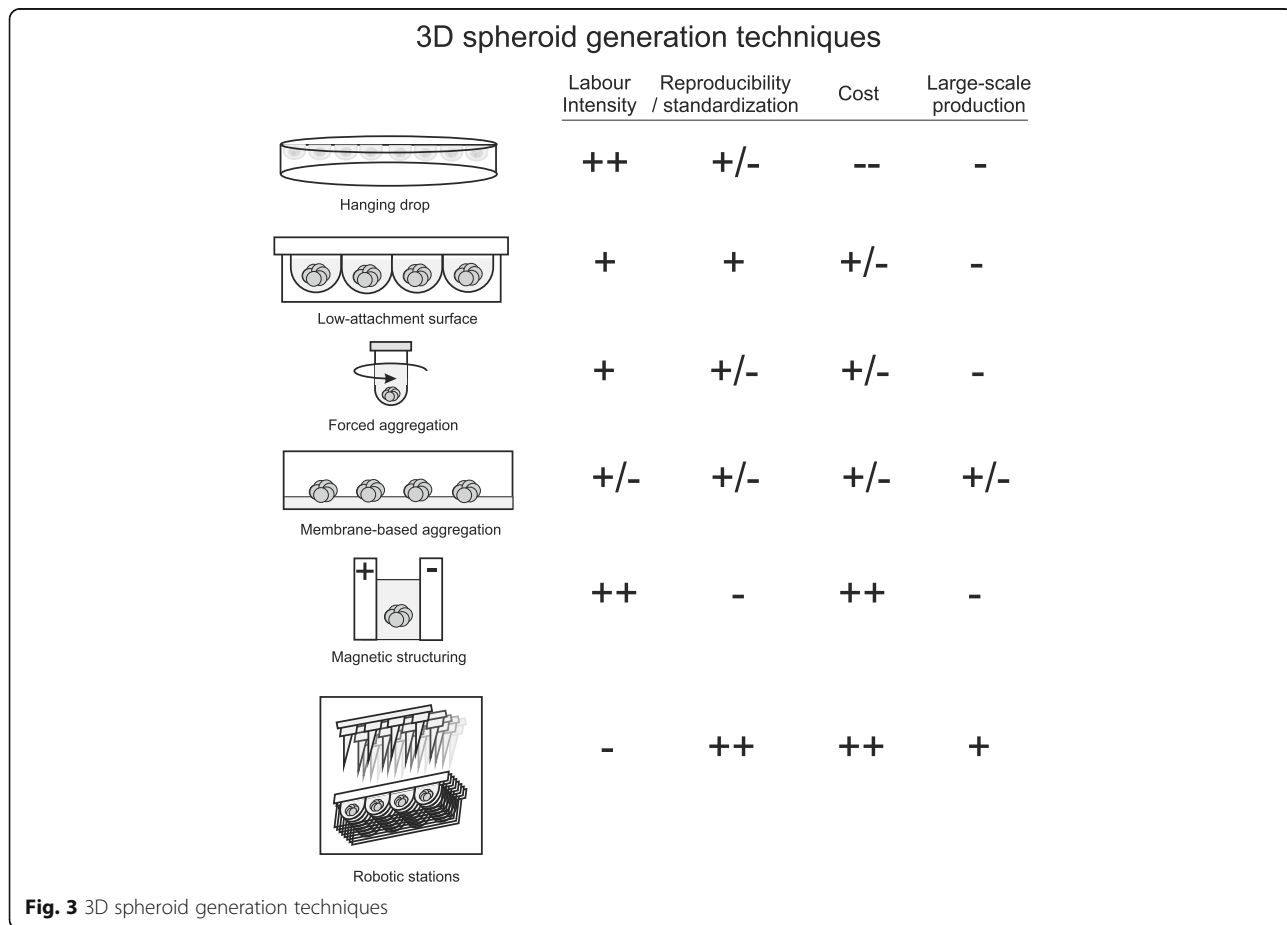 3D spheroid generation techniques
Labour Intensity
Reproducibility / standardization
Cost
Large-scale production
++ +/- -- -
Hanging drop
+ + +/- -
Low-attachment surface
+ +/- +/- -
Forced aggregation
+/- +/- +/- +/-
Membrane-based aggregation
+ -
++ - ++ -
Magnetic structuring
- ++ ++ +
Robotic stations
Fig. 3 3D spheroid generation techniques